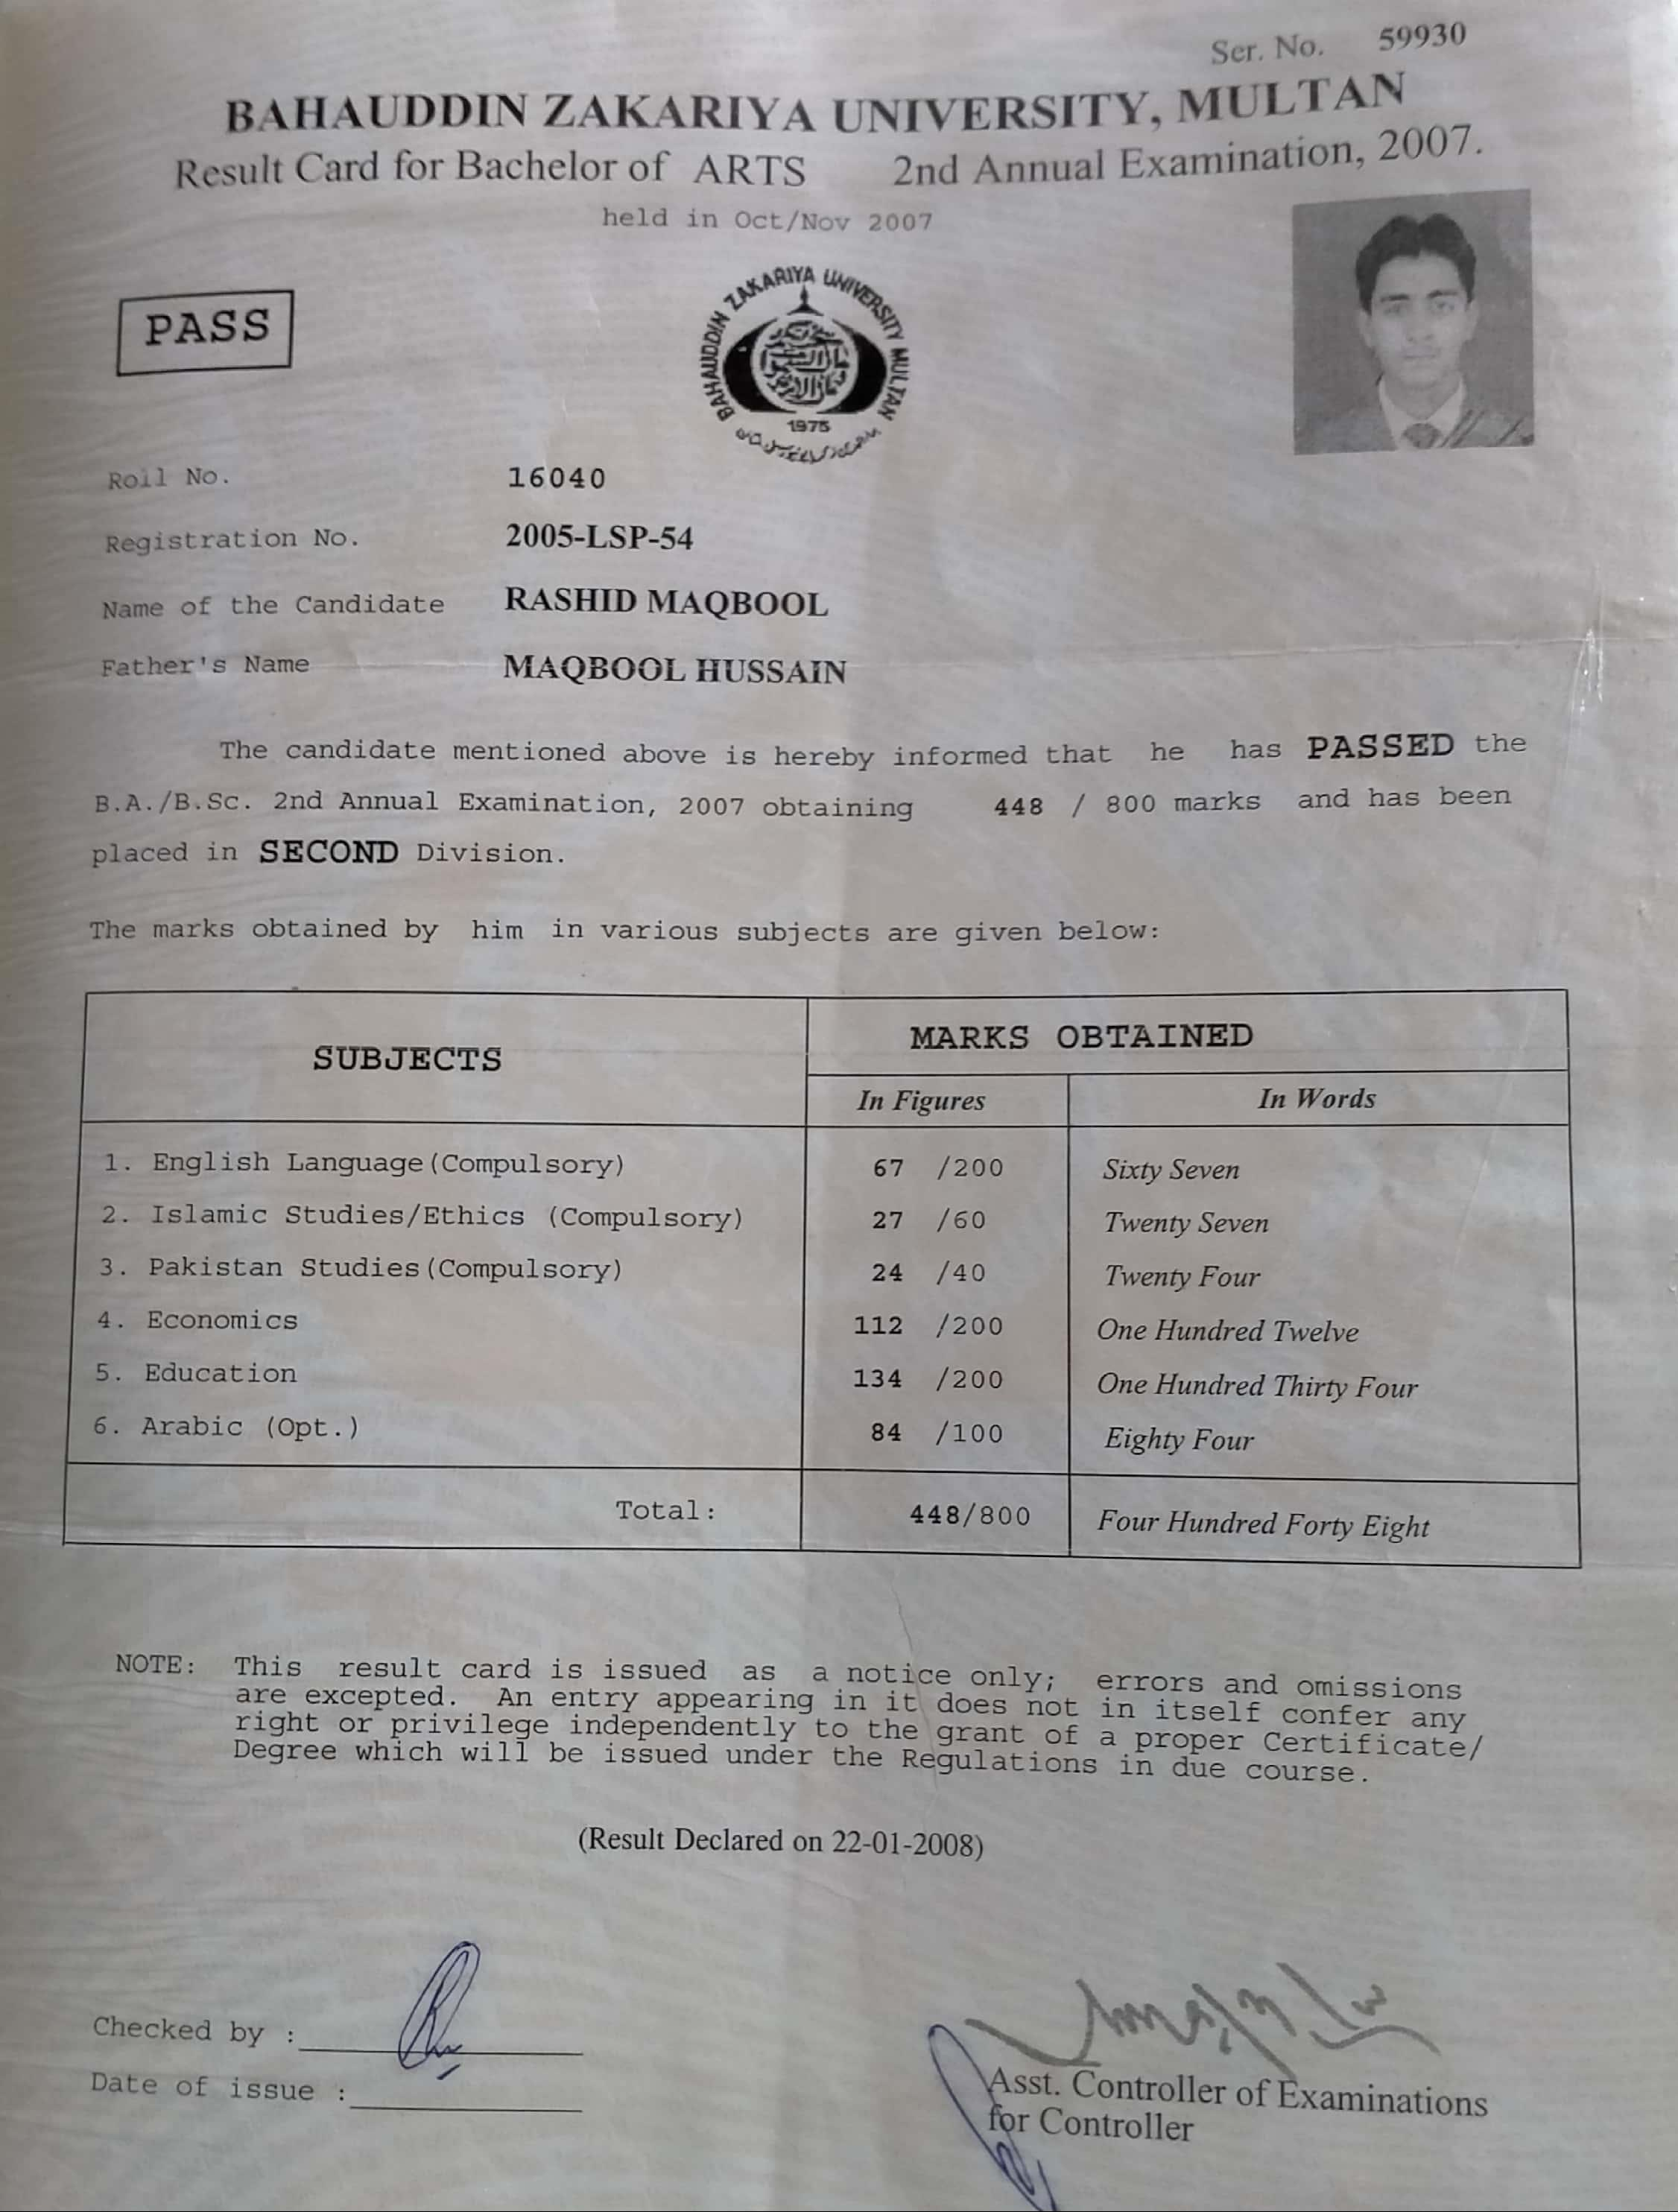 Ser. No. 59930
BAHAUDDIN ZAKARIYA UNIVERSITY, MULTAN
Result Card for Bachelor of ARTS 2nd Annual Examination, 2007.
held in Oct/Nov 2007
PASS
BAHAUDDIN ZAKARIYA UNIVERSITY MULTAN
1975
Roll No. 16040
Registration No. 2005-LSP-54
Name of the Candidate RASHID MAQBOOL
Father's Name MAQBOOL HUSSAIN
The candidate mentioned above is hereby informed that he has PASSED the
B.A./B.Sc. 2nd Annual Examination, 2007 obtaining 448 / 800 marks and has been
placed in SECOND Division.
The marks obtained by him in various subjects are given below:
SUBJECTS MARKS OBTAINED
In Figures In Words
1. English Language(Compulsory) 67 /200 Sixty Seven
2. Islamic Studies/Ethics (Compulsory) 27 /60 Twenty Seven
3. Pakistan Studies(Compulsory) 24 /40 Twenty Four
4. Economics 112 /200 One Hundred Twelve
5. Education 134 /200 One Hundred Thirty Four
6. Arabic (Opt.) 84 /100 Eighty Four
Total: 448/800 Four Hundred Forty Eight
NOTE: This result card is issued as a notice only; errors and omissions
are excepted. An entry appearing in it does not in itself confer any
right or privilege independently to the grant of a proper Certificate/
Degree which will be issued under the Regulations in due course.
(Result Declared on 22-01-2008)
Checked by :
Date of issue :
Asst. Controller of Examinations
for Controller